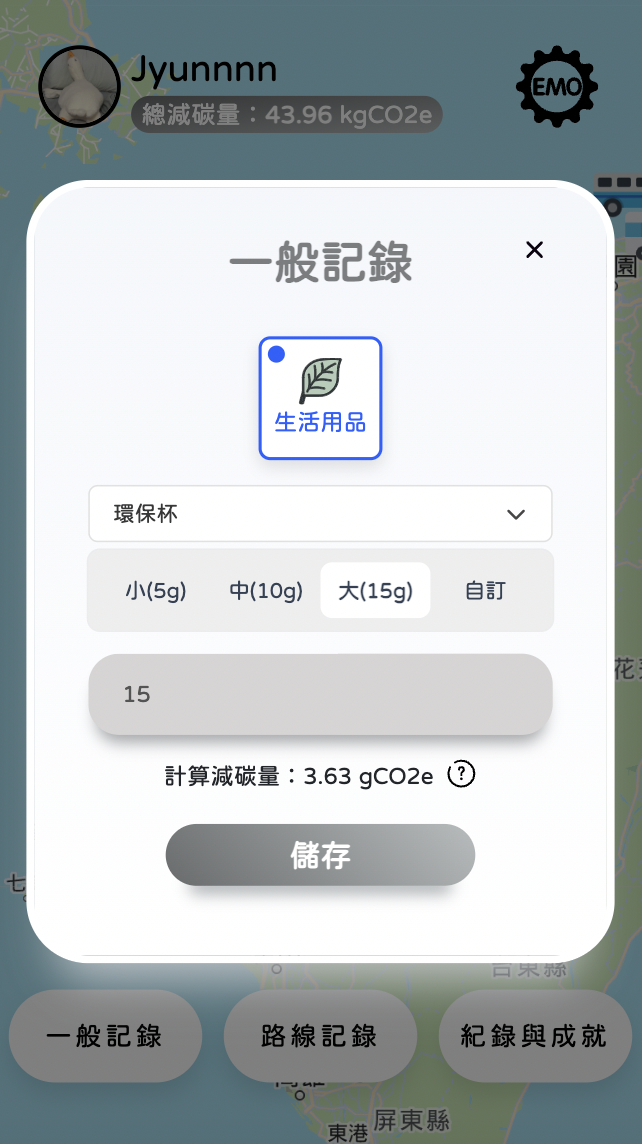 Jyunnnn
總減碳量：43.96 kgCO2e
EMO
園
一般記錄
生活用品
環保杯
小(5g) 中(10g) 大(15g) 自訂
15
花
計算減碳量：3.63 gCO2e ?
儲存
七
台東縣
一般記錄 路線記錄 紀錄與成就
高雄
東港 屏東縣